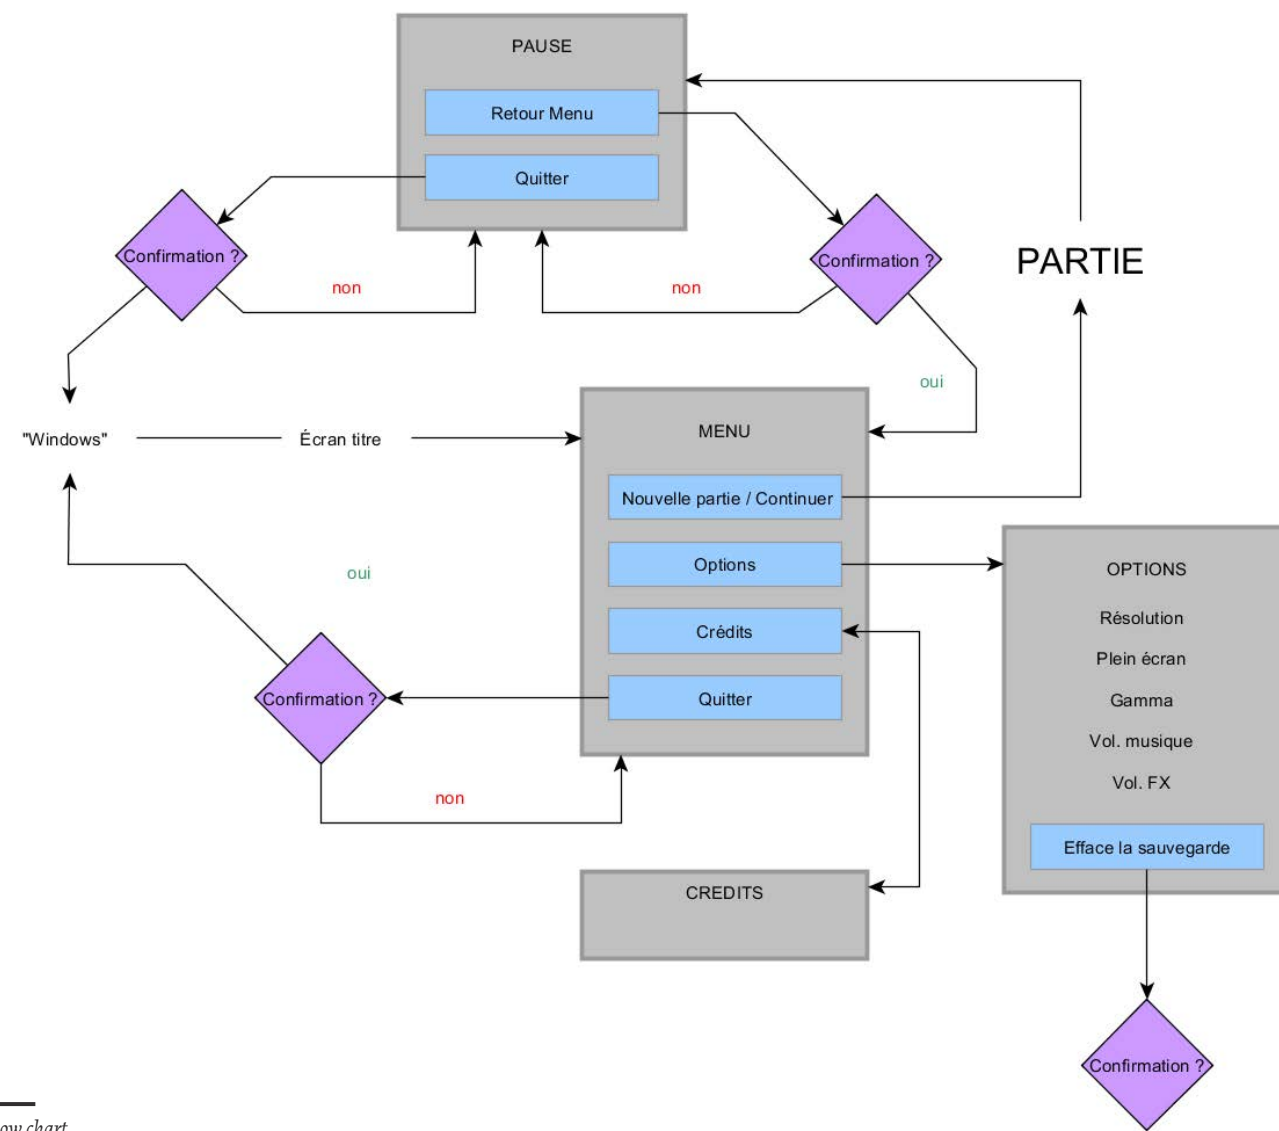 PAUSE
Retour Menu
Quitter
Confirmation ?
Confirmation ?
PARTIE
non
non
oui
"Windows"
Écran titre
MENU
Nouvelle partie / Continuer
Options
Crédits
Quitter
oui
Confirmation ?
non
OPTIONS
Résolution
Plein écran
Gamma
Vol. musique
Vol. FX
Efface la sauvegarde
CREDITS
Confirmation ?
chart